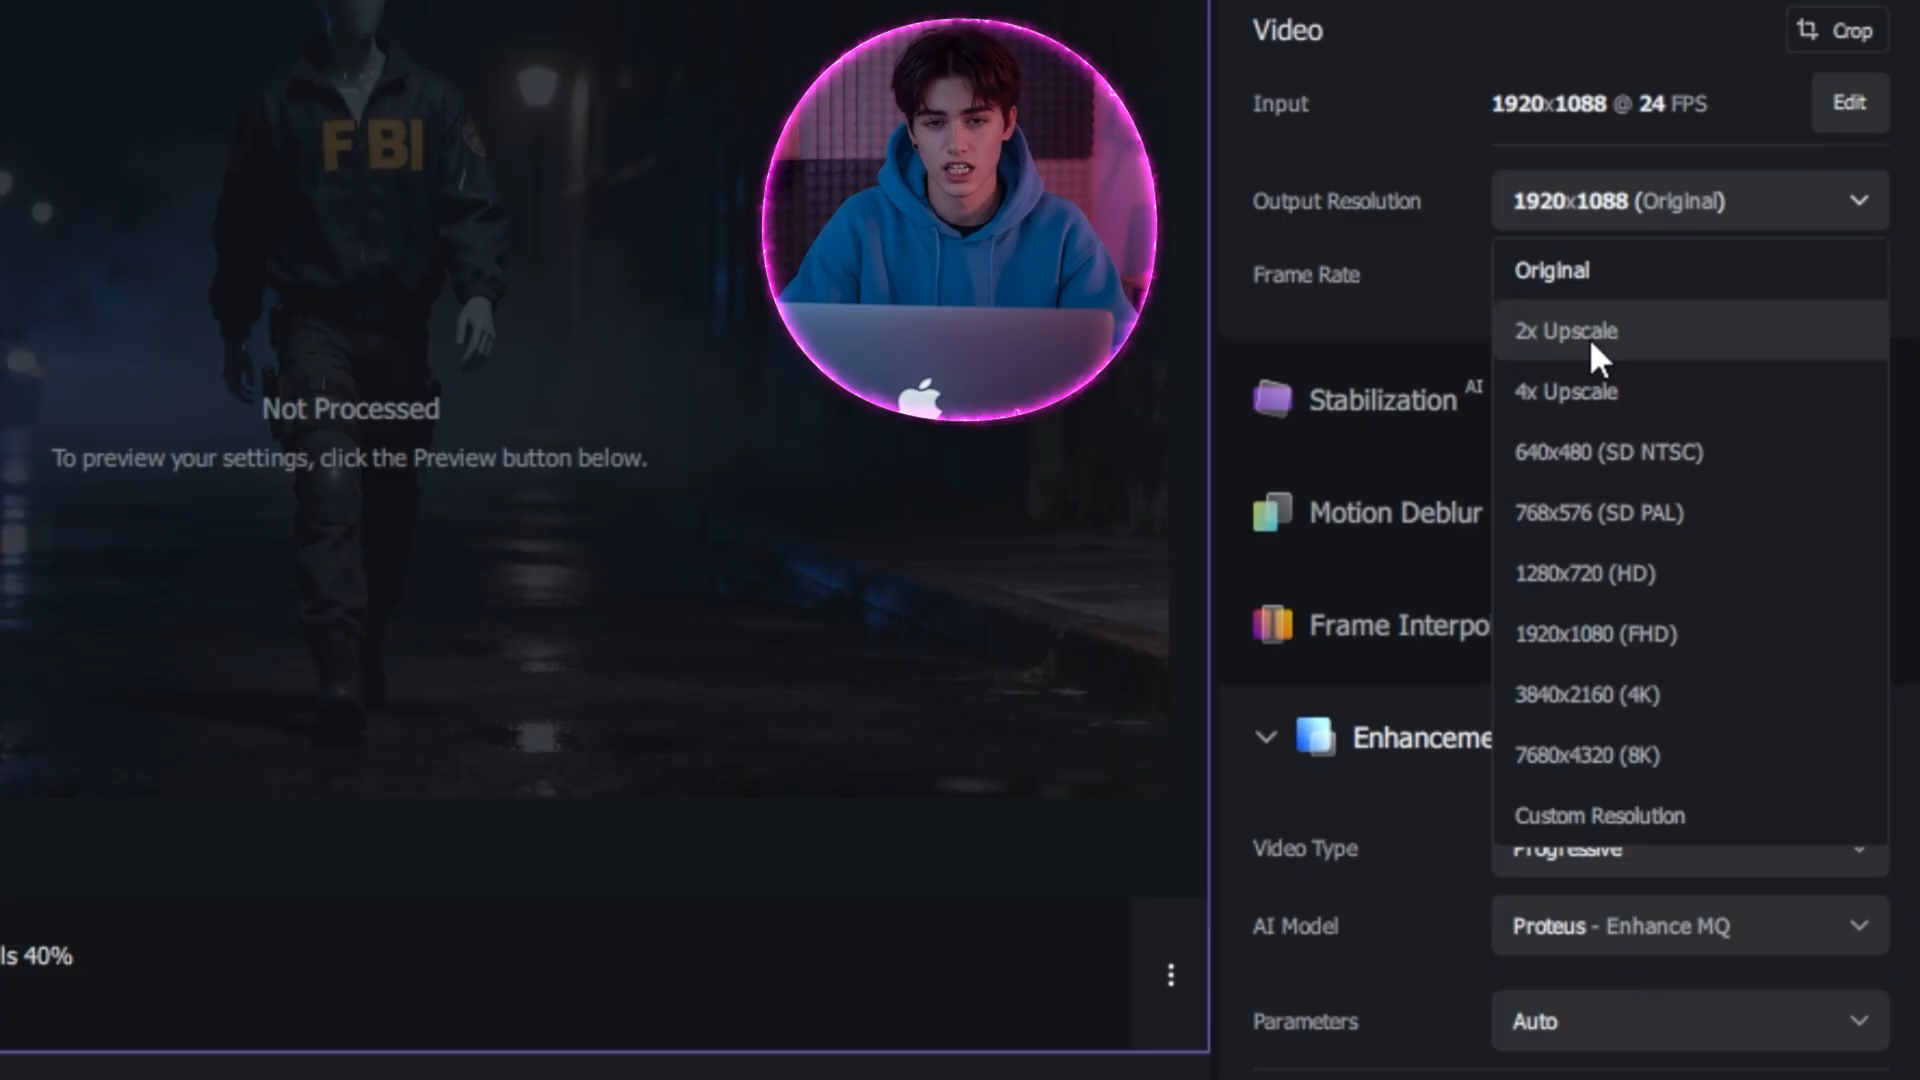 FBI
Not Processed
To preview your settings, click the Preview button below.
ls 40%
Video
Crop
Input
1920x1088 @ 24 FPS
Edit
Output Resolution
1920x1088 (Original)
Frame Rate
Original
2x Upscale
4x Upscale
640x480 (SD NTSC)
768x576 (SD PAL)
1280x720 (HD)
1920x1080 (FHD)
3840x2160 (4K)
7680x4320 (8K)
Custom Resolution
Stabilization AI
Motion Deblur
Frame Interpo
Enhanceme
Video Type
Progressive
AI Model
Proteus - Enhance MQ
Parameters
Auto